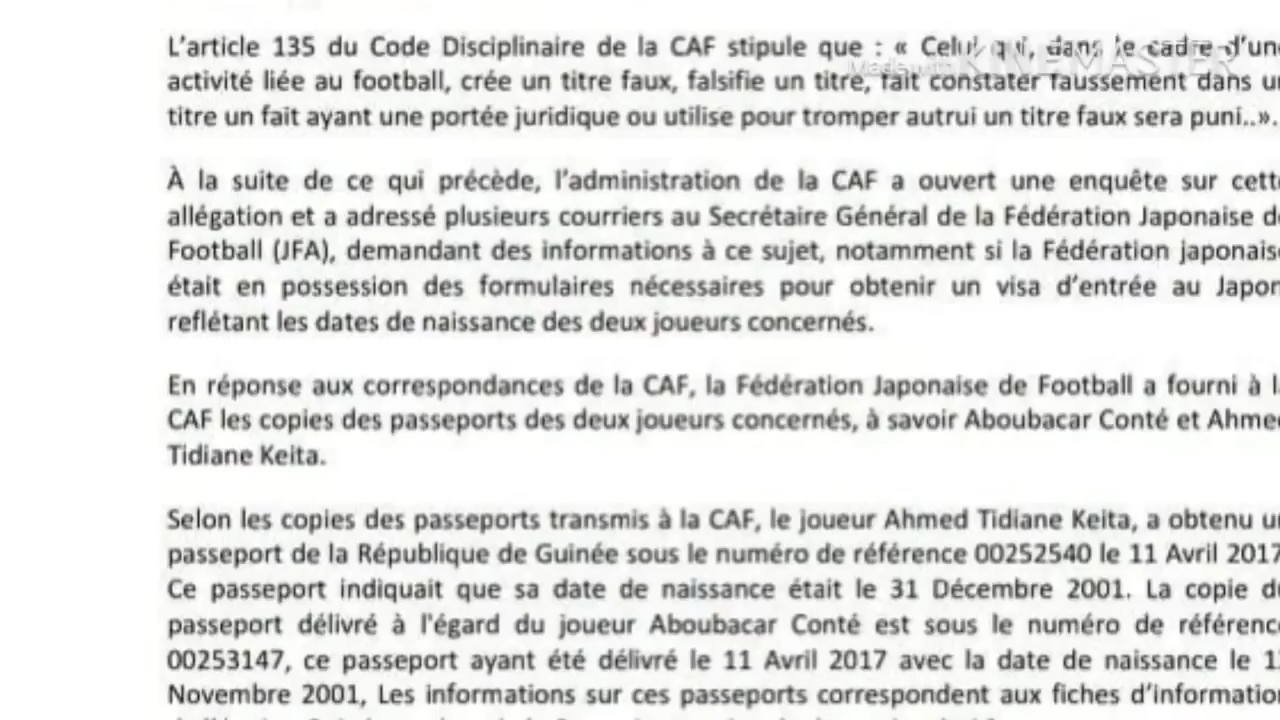 L'article 135 du Code Disciplinaire de la CAF stipule que : « Celui qui, dans le cadre d'une
Made with KINEMASTER
activité liée au football, crée un titre faux, falsifie un titre, fait constater faussement dans un
titre un fait ayant une portée juridique ou utilise pour tromper autrui un titre faux sera puni..».
À la suite de ce qui précède, l'administration de la CAF a ouvert une enquête sur cette
allégation et a adressé plusieurs courriers au Secrétaire Général de la Fédération Japonaise d
Football (JFA), demandant des informations à ce sujet, notamment si la Fédération japonaise
était en possession des formulaires nécessaires pour obtenir un visa d'entrée au Japon
reflétant les dates de naissance des deux joueurs concernés.
En réponse aux correspondances de la CAF, la Fédération Japonaise de Football a fourni à l
CAF les copies des passeports des deux joueurs concernés, à savoir Aboubacar Conté et Ahmed
Tidiane Keita.
Selon les copies des passeports transmis à la CAF, le joueur Ahmed Tidiane Keita, a obtenu un
passeport de la République de Guinée sous le numéro de référence 00252540 le 11 Avril 2017
Ce passeport indiquait que sa date de naissance était le 31 Décembre 2001. La copie du
passeport délivré à l'égard du joueur Aboubacar Conté est sous le numéro de référence
00253147, ce passeport ayant été délivré le 11 Avril 2017 avec la date de naissance le
Novembre 2001, Les informations sur ces passeports correspondent aux fiches d'information